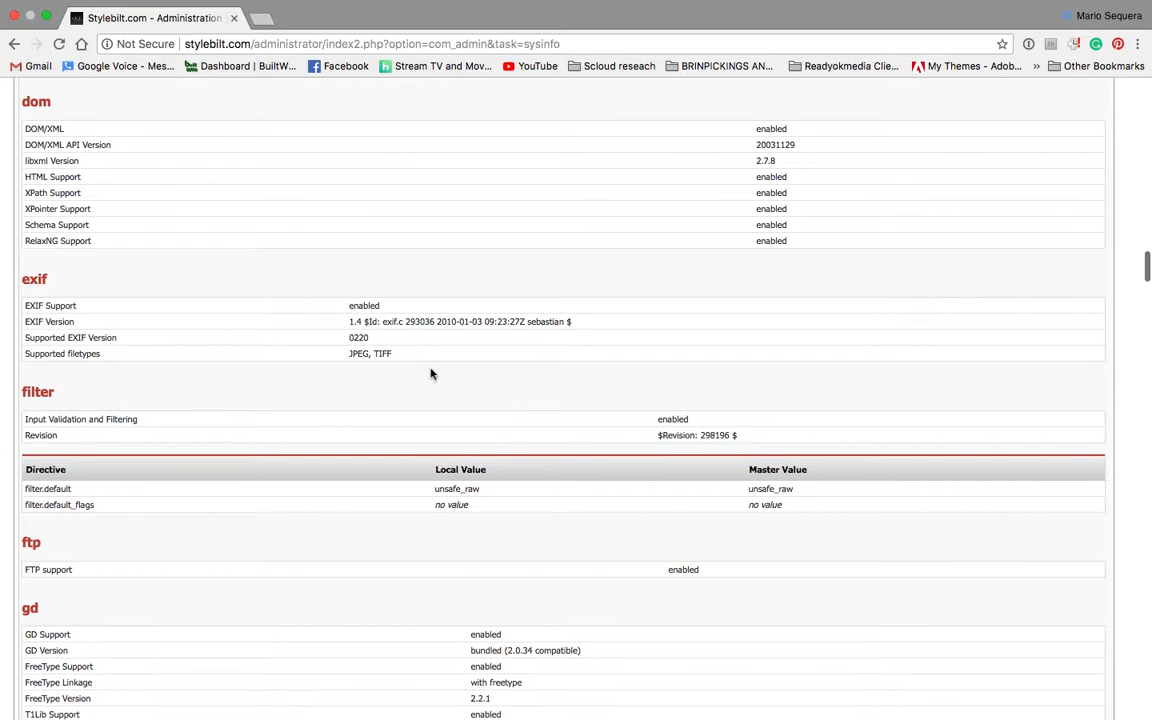 Stylebilt.com - Administration
Mario Sequera
Not Secure stylebilt.com/administrator/index2.php?option=com_admin&task=sysinfo
Gmail Google Voice - Mes... Dashboard | BuiltW... Facebook Stream TV and Mov... YouTube Scloud reseach BRINPICKINGS AN... Readyokmedia Clie... My Themes - Adob... » Other Bookmarks
dom
DOM/XML enabled
DOM/XML API Version 20031129
libxml Version 2.7.8
HTML Support enabled
XPath Support enabled
XPointer Support enabled
Schema Support enabled
RelaxNG Support enabled
exif
EXIF Support enabled
EXIF Version 1.4 $Id: exif.c 293036 2010-01-03 09:23:27Z sebastian $
Supported EXIF Version 0220
Supported filetypes JPEG, TIFF
filter
Input Validation and Filtering enabled
Revision $Revision: 298196 $
Directive Local Value Master Value
filter.default unsafe_raw unsafe_raw
filter.default_flags no value no value
ftp
FTP support enabled
gd
GD Support enabled
GD Version bundled (2.0.34 compatible)
FreeType Support enabled
FreeType Linkage with freetype
FreeType Version 2.2.1
T1Lib Support enabled